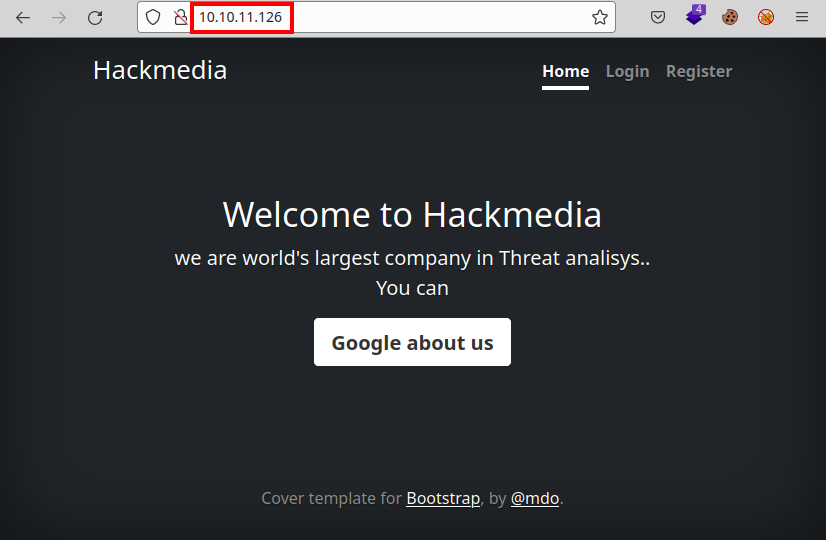 10.10.11.126
4
Hackmedia
Home Login Register
Welcome to Hackmedia
we are world's largest company in Threat analisys..
You can
Google about us
Cover template for Bootstrap, by @mdo.